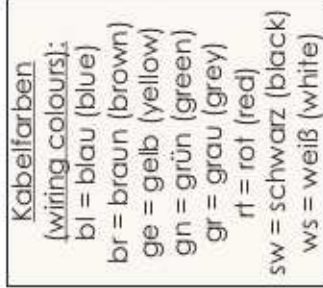 Kabelfarben
(wiring colours):
bl = blau (blue)
br = braun (brown)
ge = gelb (yellow)
gn = grün (green)
gr = grau (grey)
rt = rot (red)
sw = schwarz (black)
ws = weiß (white)